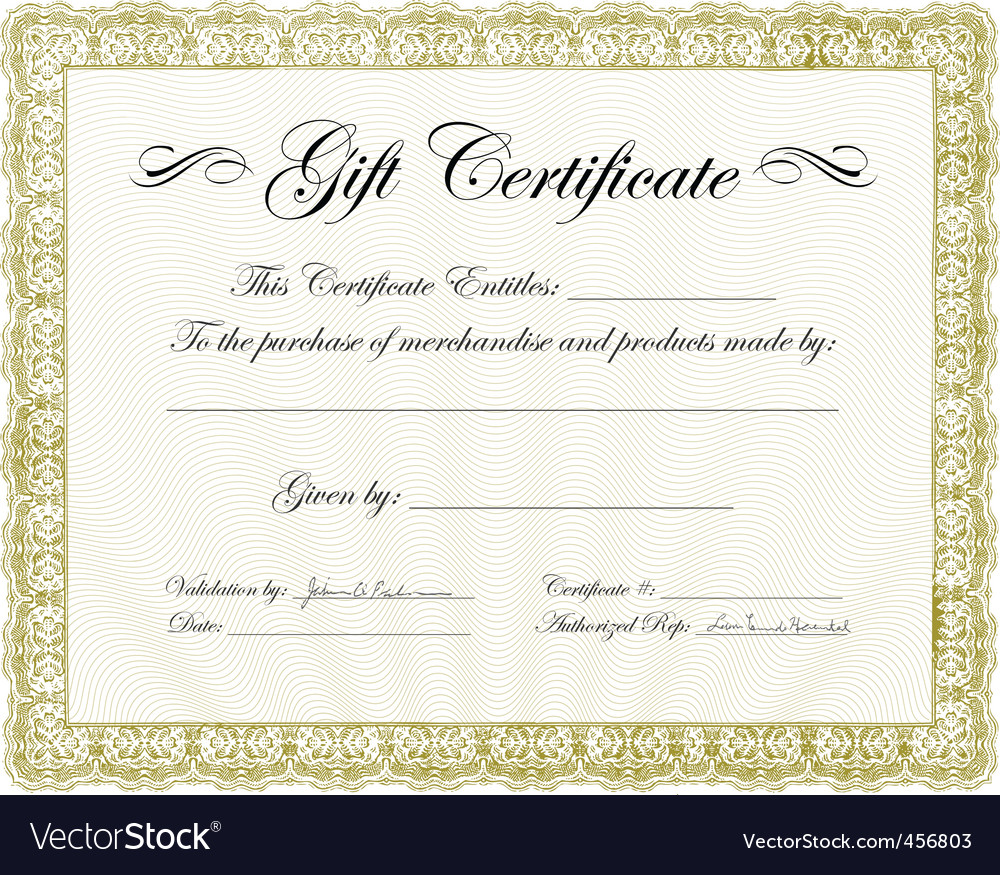 Gift Certificate
This Certificate Entitles:
To the purchase of merchandise and products made by:
Given by:
Validation by:
Certificate #:
Date:
Authorized Rep:
VectorStock®
VectorStock.com/456803